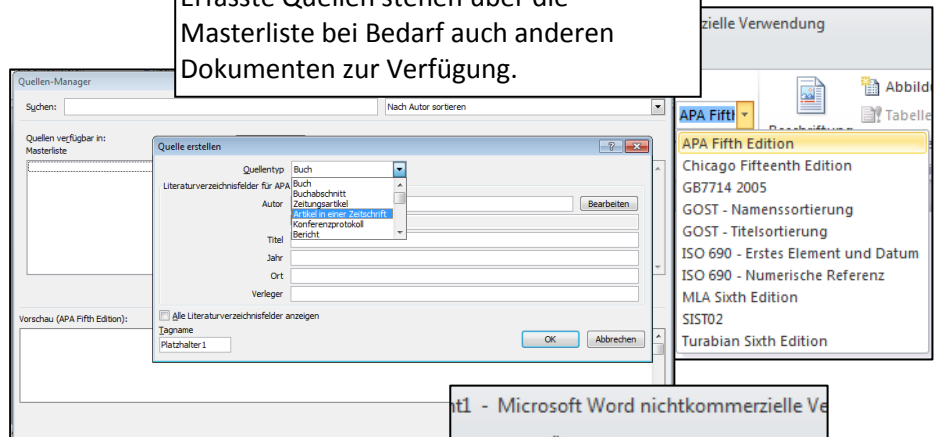 Masterliste bei Bedarf auch anderen
Dokumenten zur Verfügung.
Quellen-Manager
Suchen:
Nach Autor sortieren
Quellen verfügbar in:
Masterliste
Quelle erstellen
Quellentyp Buch
Literaturverzeichnisfelder für APA
Buch
Buchabschnitt
Zeitungsartikel
Artikel in einer Zeitschrift
Konferenzprotokoll
Bericht
Autor
Bearbeiten
Titel
Jahr
Ort
Verleger
Alle Literaturverzeichnisfelder anzeigen
Tagname
Platzhalter1
OK Abbrechen
Vorschau (APA Fifth Edition):
zielle Verwendung
Abbild
Tabelle
APA Fift
APA Fifth Edition
Chicago Fifteenth Edition
GB7714 2005
GOST - Namenssortierung
GOST - Titelsortierung
ISO 690 - Erstes Element und Datum
ISO 690 - Numerische Referenz
MLA Sixth Edition
SIST02
Turabian Sixth Edition
nt1 - Microsoft Word nichtkommerzielle Ve